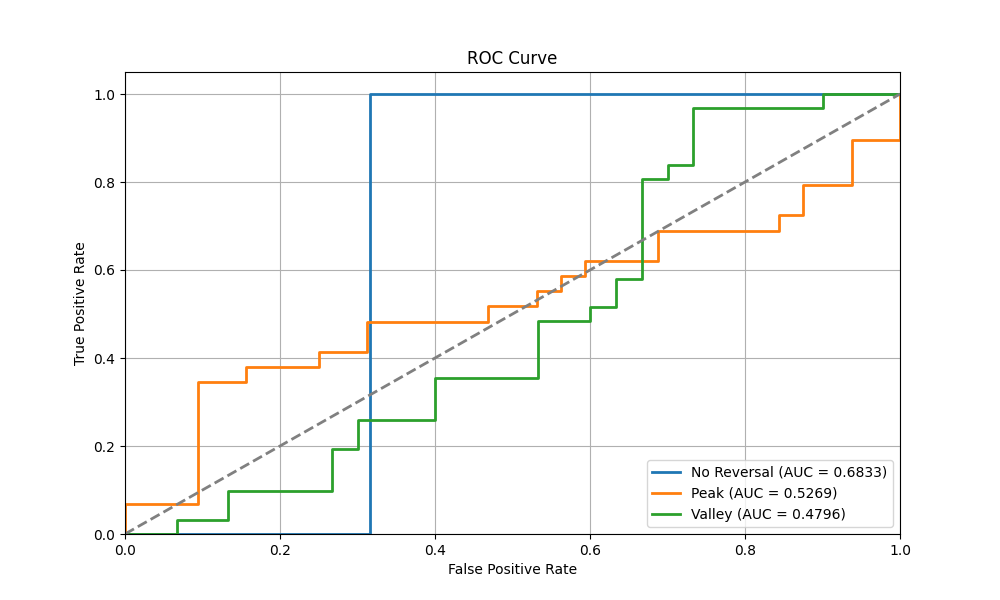 ROC Curve
True Positive Rate
1.0
0.8
0.6
0.4
0.2
0.0
0.0 0.2 0.4 0.6 0.8 1.0
False Positive Rate
No Reversal (AUC = 0.6833)
Peak (AUC = 0.5269)
Valley (AUC = 0.4796)